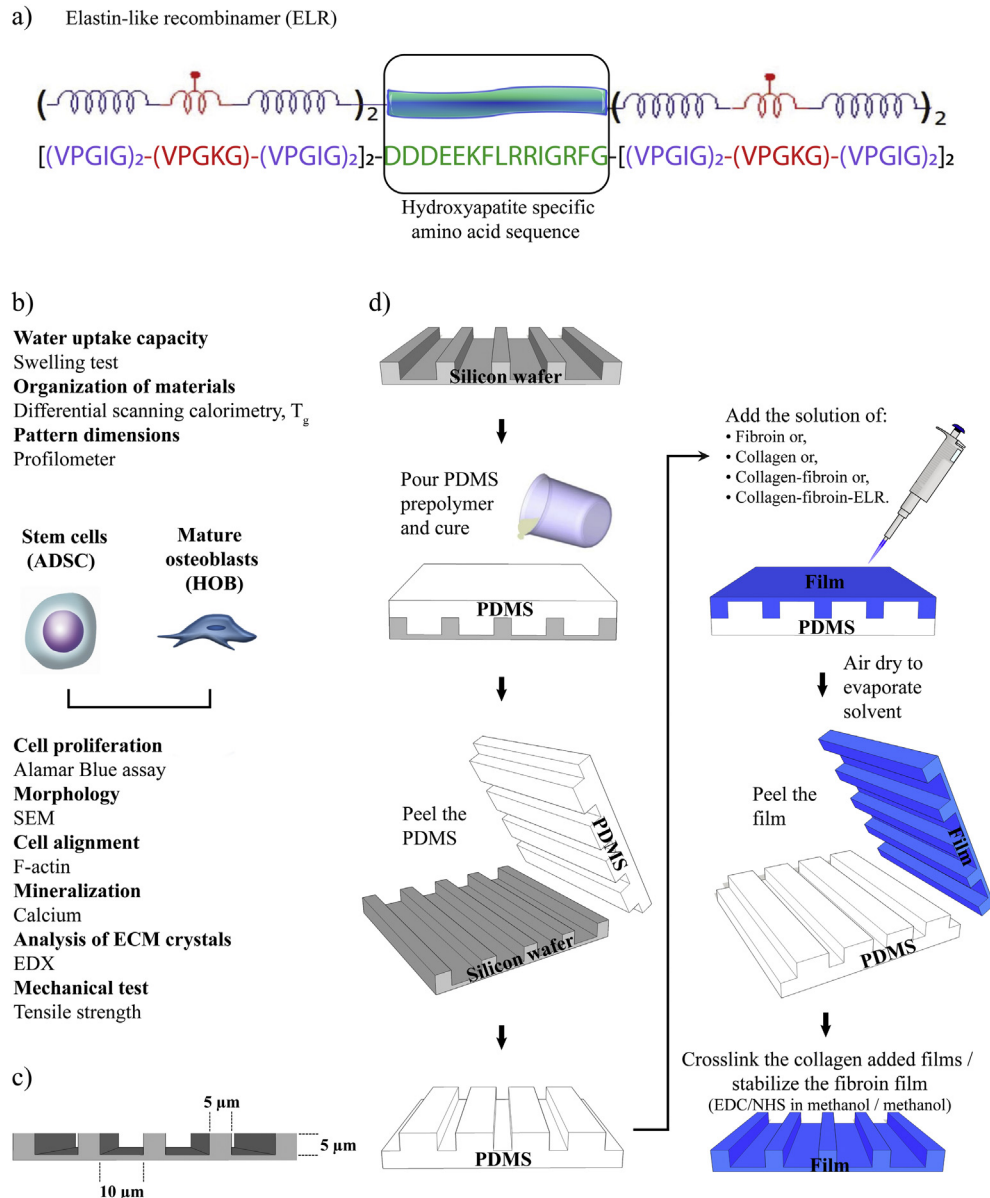 a) Elastin-like recombinamer (ELR)
( )₂ ( )₂
[(VPGIG)₂-(VPGKG)-(VPGIG)₂]₂-DDDEEKFLRRIGRFG-[(VPGIG)₂-(VPGKG)-(VPGIG)₂]₂
Hydroxyapatite specific
amino acid sequence
b)
Water uptake capacity
Swelling test
Organization of materials
Differential scanning calorimetry, Tg
Pattern dimensions
Profilometer
Stem cells
(ADSC)
Mature
osteoblasts
(HOB)
Cell proliferation
Alamar Blue assay
Morphology
SEM
Cell alignment
F-actin
Mineralization
Calcium
Analysis of ECM crystals
EDX
Mechanical test
Tensile strength
c)
5 µm
5 µm
10 µm
d)
Silicon wafer
Pour PDMS
prepolymer
and cure
PDMS
Peel the
PDMS
PDMS
Silicon wafer
PDMS
Add the solution of:
• Fibroin or,
• Collagen or,
• Collagen-fibroin or,
• Collagen-fibroin-ELR.
Film
PDMS
Air dry to
evaporate
solvent
Peel the
film
Film
PDMS
Crosslink the collagen added films /
stabilize the fibroin film
(EDC/NHS in methanol / methanol)
Film